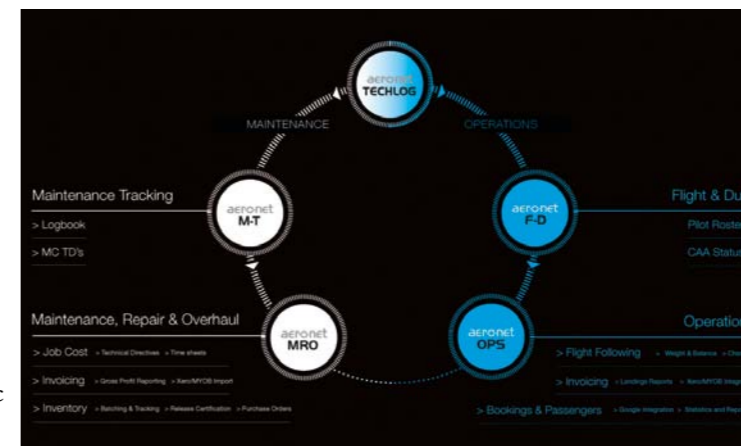 aeronet
TECHLOG
MAINTENANCE
OPERATIONS
Maintenance Tracking
> Logbook
> MC TD's
aeronet
M-T
aeronet
F-D
Flight & Du
Pilot Roste
CAA Status
Maintenance, Repair & Overhaul
> Job Cost > Technical Directives > Time sheets
> Invoicing > Gross Profit Reporting > Xero/MYOB Import
> Inventory > Batching & Tracking > Release Certification > Purchase Orders
aeronet
MRO
aeronet
OPS
Operation
> Flight Following > Weight & Balance
> Invoicing > Landings Reports > Xero/MYOB Integ
> Bookings & Passengers > Google Integration > Statistics and Repo
c